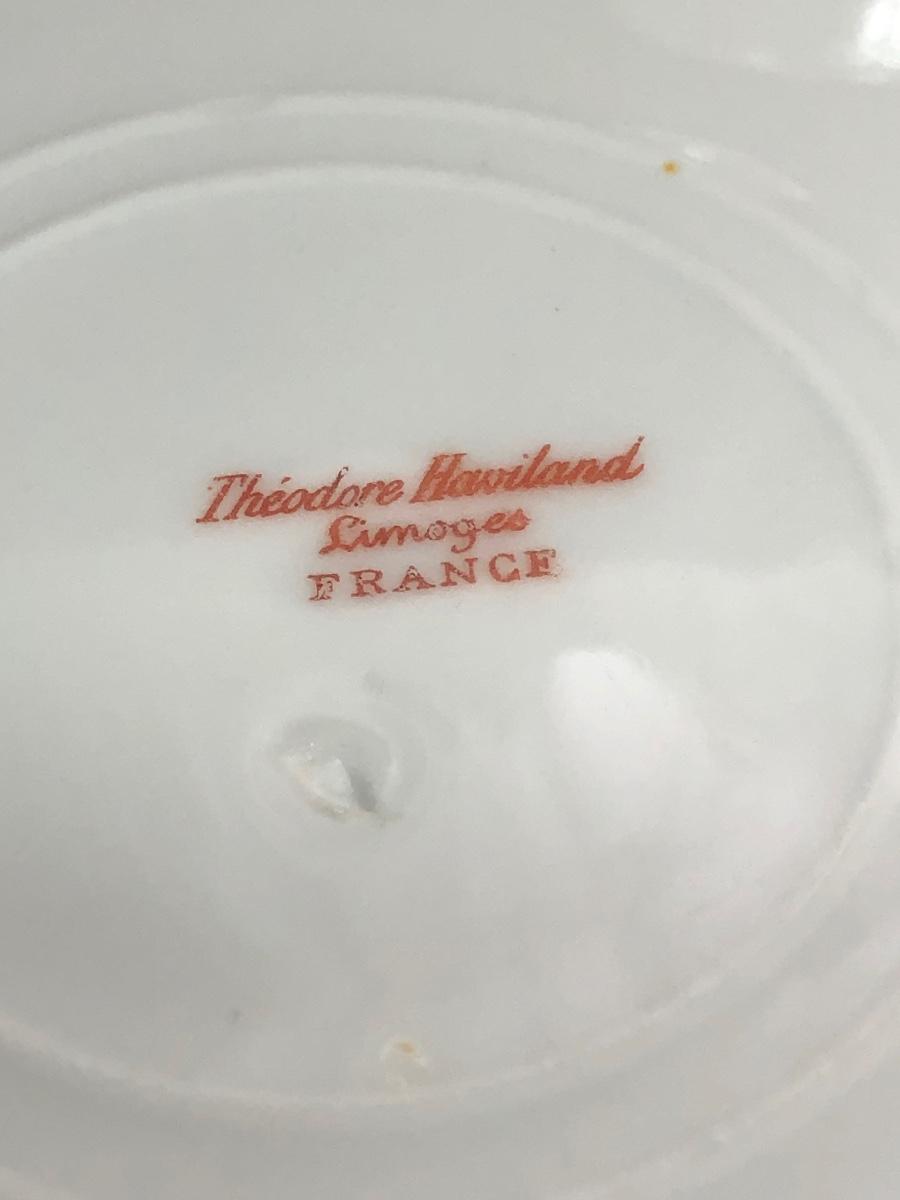 Théodore Haviland
Limoges
FRANCE